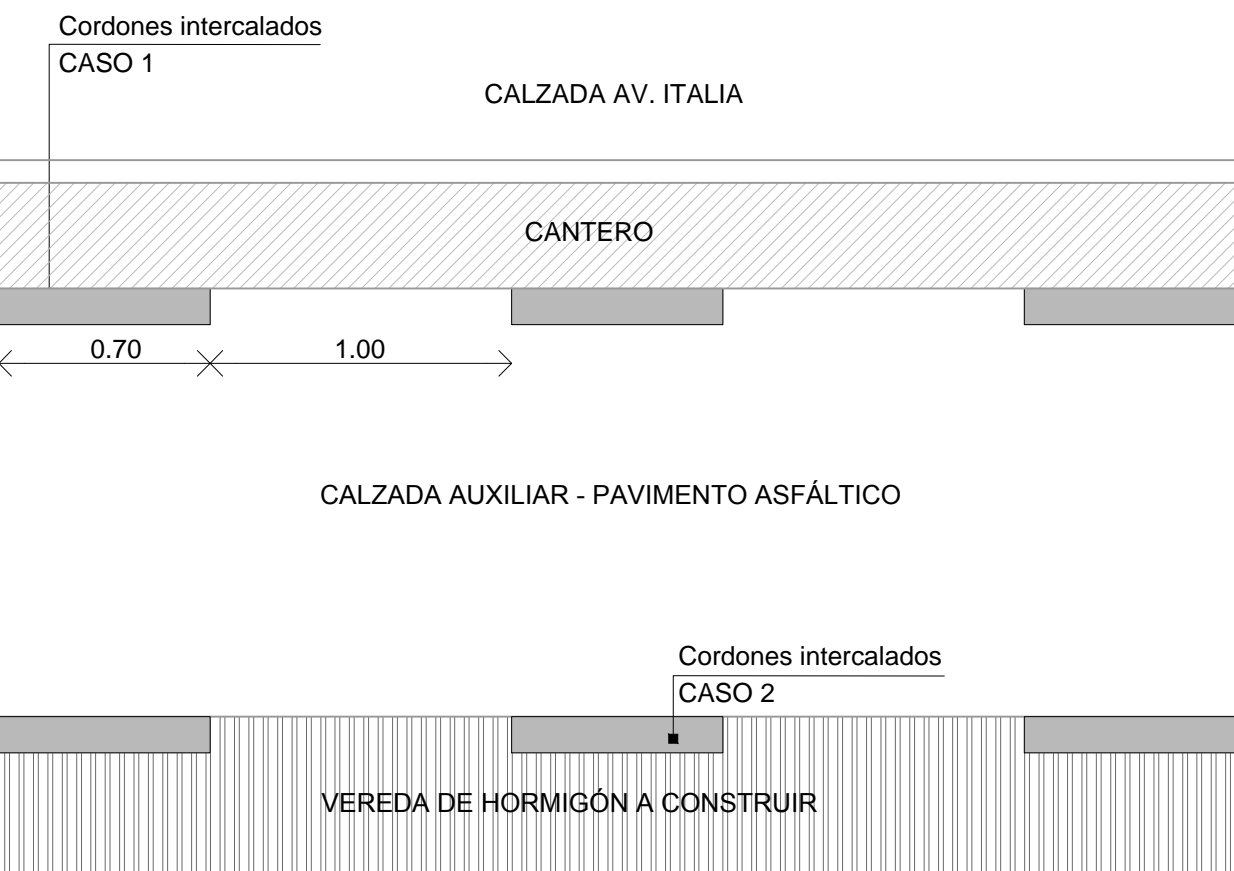 Cordones intercalados
CASO 1
CALZADA AV. ITALIA
CANTERO
0.70
1.00
CALZADA AUXILIAR - PAVIMENTO ASFÁLTICO
Cordones intercalados
CASO 2
VEREDA DE HORMIGÓN A CONSTRUIR